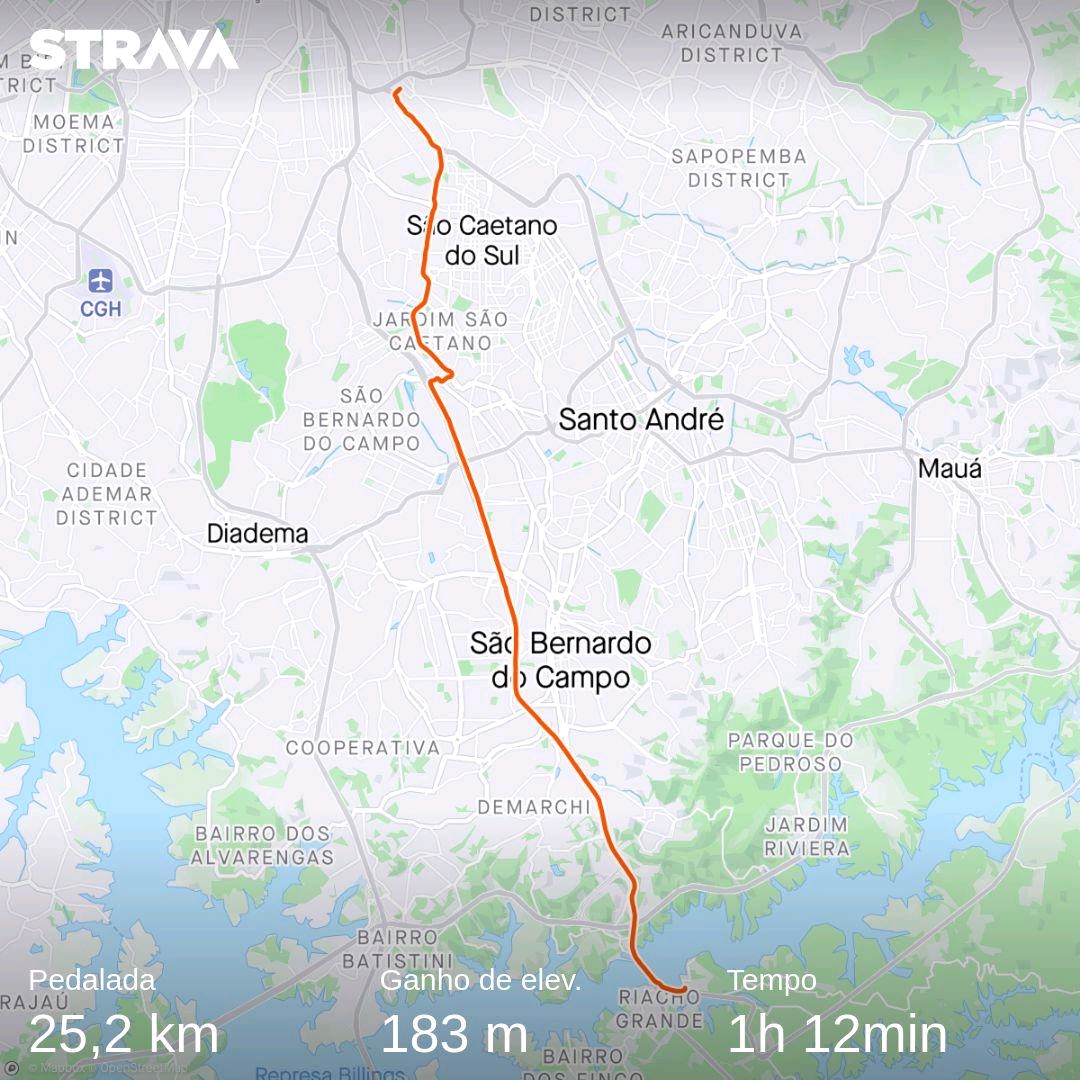 STRAVA
DISTRICT
ARICANDUVA
DISTRICT
MOEMA
DISTRICT
SAPOPEMBA
DISTRICT
São Caetano
do Sul
CGH
JARDIM SÃO
CAETANO
SÃO
BERNARDO
DO CAMPO
Santo André
CIDADE
ADEMAR
DISTRICT
Mauá
Diadema
São Bernardo
do Campo
COOPERATIVA
PARQUE DO
PEDROSO
DEMARCHI
BAIRRO DOS
ALVARENGAS
JARDIM
RIVIERA
BAIRRO
BATISTINI
RIACHO
GRANDE
Pedalada
Ganho de elev.
Tempo
25,2 km
183 m
1h 12min
BAIRRO
DOS FINCO
© Mapbox © OpenStreetMap
Represa Billings